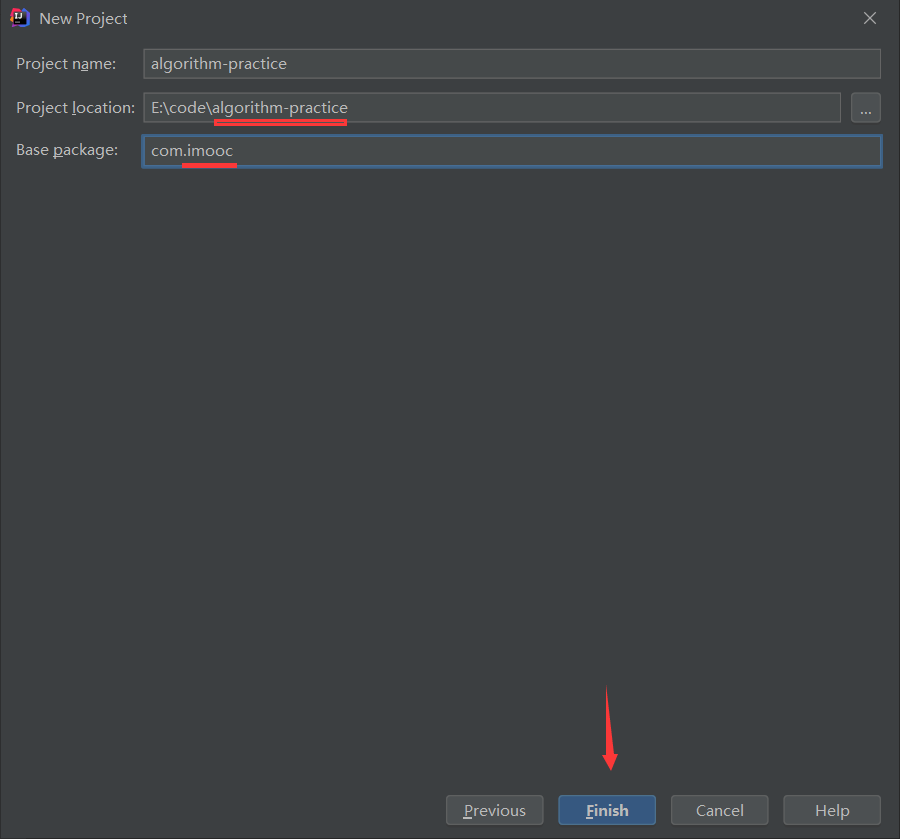 New Project
Project name: algorithm-practice
Project location: E:\code\algorithm-practice ...
Base package: com.imooc
Previous Finish Cancel Help